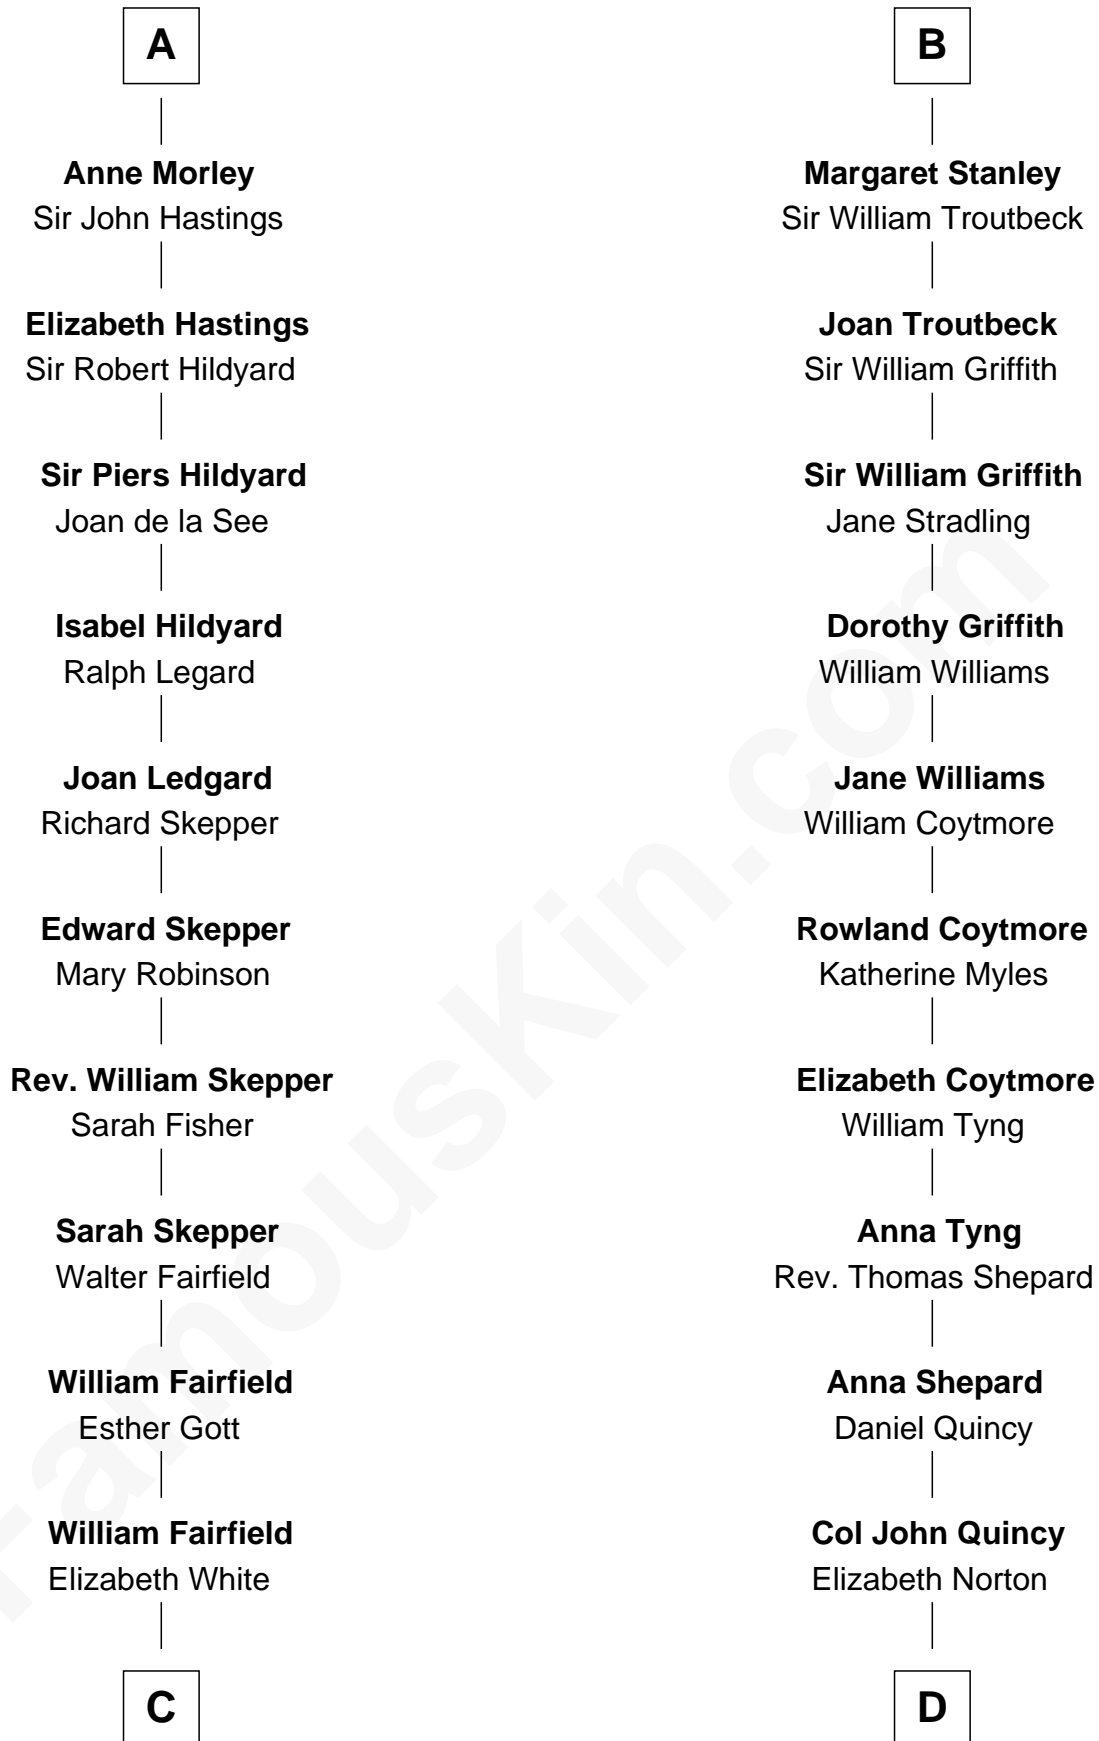 A
Anne Morley
Sir John Hastings
Elizabeth Hastings
Sir Robert Hildyard
Sir Piers Hildyard
Joan de la See
Isabel Hildyard
Ralph Legard
Joan Ledgard
Richard Skepper
Edward Skepper
Mary Robinson
Rev. William Skepper
Sarah Fisher
Sarah Skepper
Walter Fairfield
William Fairfield
Esther Gott
William Fairfield
Elizabeth White
C
B
Margaret Stanley
Sir William Troutbeck
Joan Troutbeck
Sir William Griffith
Sir William Griffith
Jane Stradling
Dorothy Griffith
William Williams
Jane Williams
William Coytmore
Rowland Coytmore
Katherine Myles
Elizabeth Coytmore
William Tyng
Anna Tyng
Rev. Thomas Shepard
Anna Shepard
Daniel Quincy
Col John Quincy
Elizabeth Norton
D
FamousKin.com